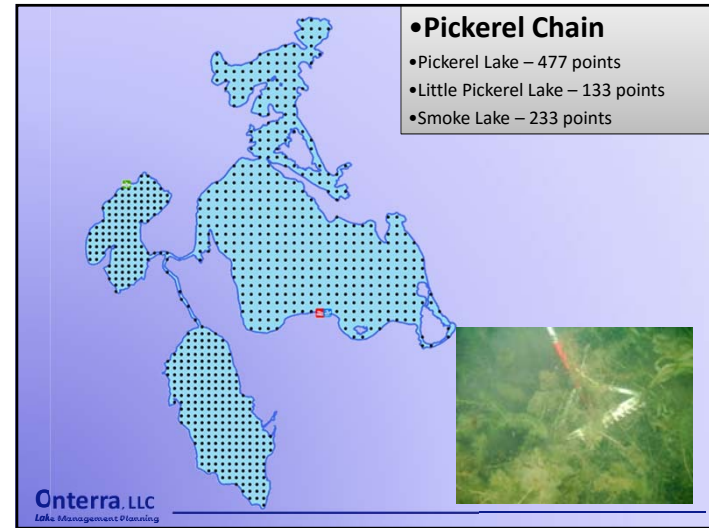 •Pickerel Chain
•Pickerel Lake – 477 points
•Little Pickerel Lake – 133 points
•Smoke Lake – 233 points
Onterra, LLC
Lake Management Planning